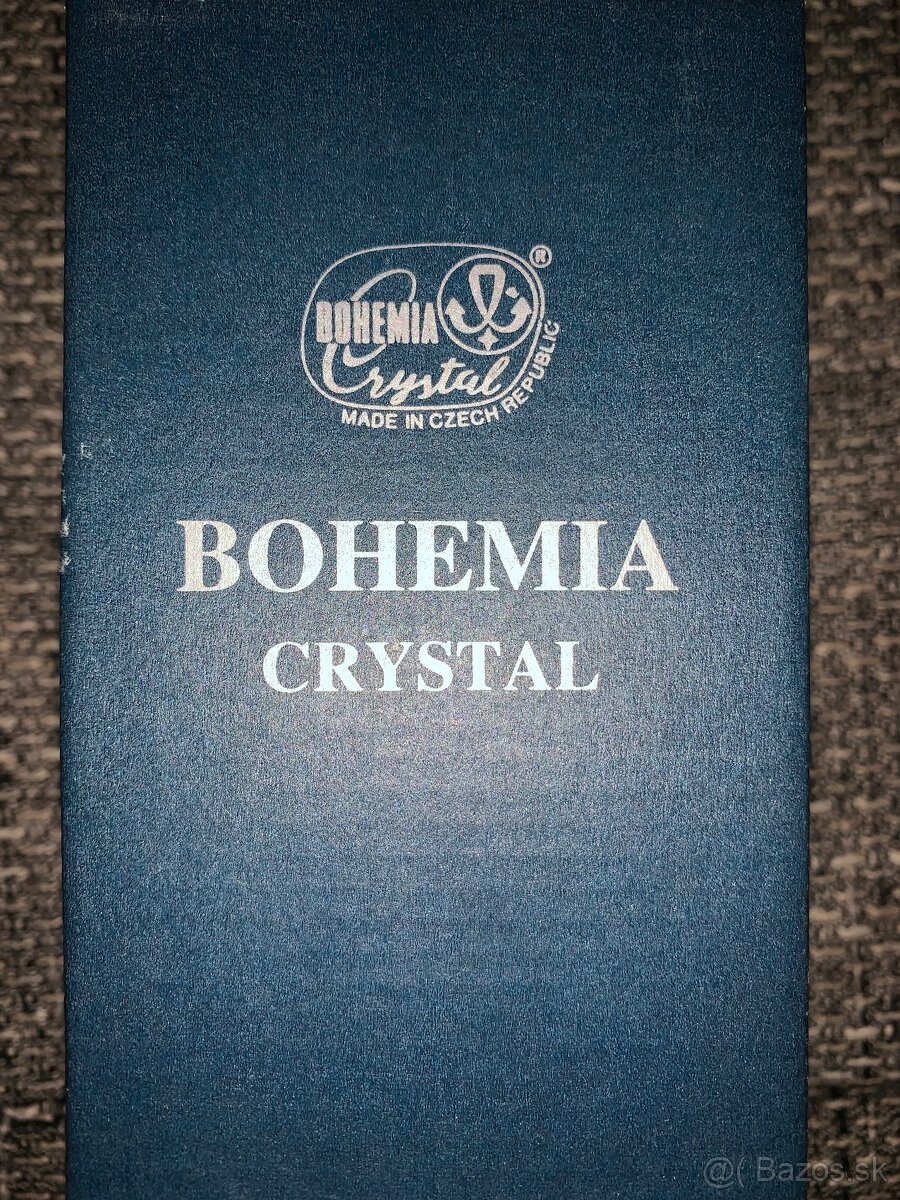 BOHEMIA
Crystal
®
MADE IN CZECH REPUBLIC
BOHEMIA
CRYSTAL
@( Bazos.sk